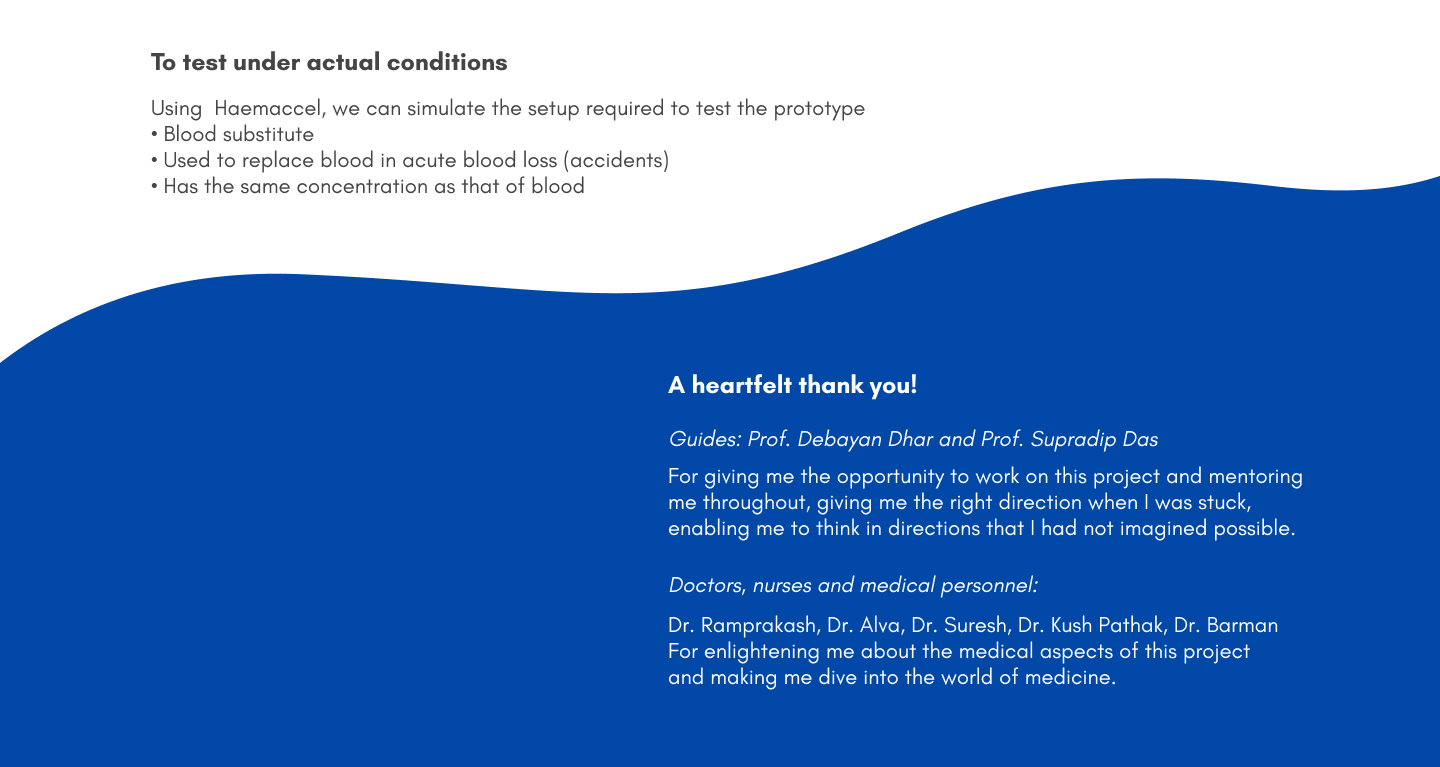 To test under actual conditions
Using  Haemaccel, we can simulate the setup required to test the prototype
• Blood substitute
• Used to replace blood in acute blood loss (accidents)
• Has the same concentration as that of blood
A heartfelt thank you!
Guides: Prof. Debayan Dhar and Prof. Supradip Das
For giving me the opportunity to work on this project and mentoring
me throughout, giving me the right direction when I was stuck,
enabling me to think in directions that I had not imagined possible.
Doctors, nurses and medical personnel:
Dr. Ramprakash, Dr. Alva, Dr. Suresh, Dr. Kush Pathak, Dr. Barman
For enlightening me about the medical aspects of this project
and making me dive into the world of medicine.